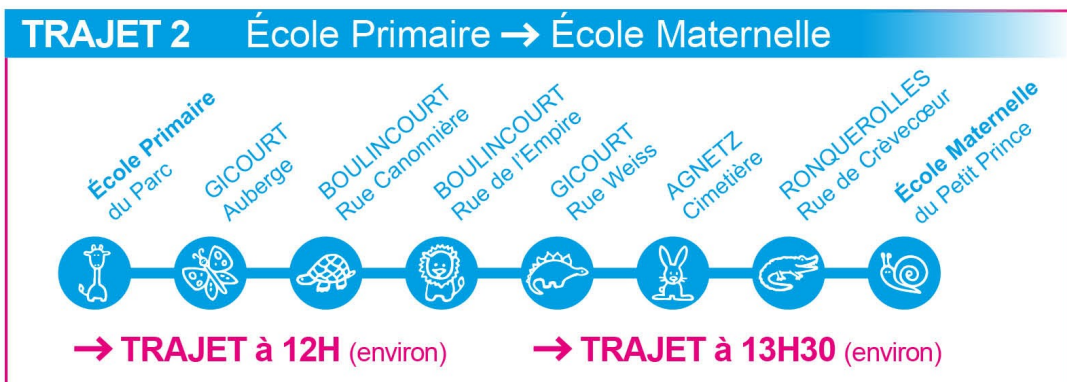 TRAJET 2 École Primaire → École Maternelle
École Primaire
du Parc
GICOURT
Auberge
BOULINCOURT
Rue Canonnière
BOULINCOURT
Rue de l'Empire
GICOURT
Rue Weiss
AGNETZ
Cimetière
RONQUEROLLES
Rue de Crèvecœur
École Maternelle
du Petit Prince
→ TRAJET à 12H (environ)
→ TRAJET à 13H30 (environ)